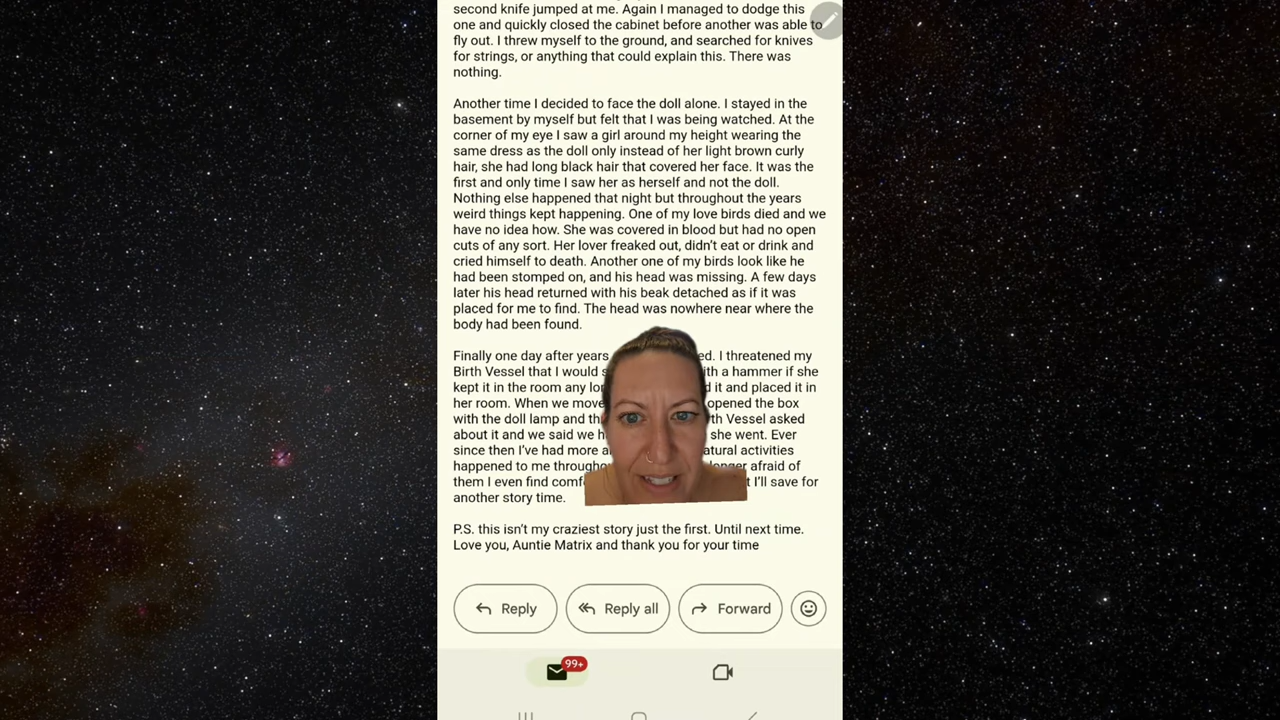 second knife jumped at me. Again I managed to dodge this
one and quickly closed the cabinet before another was able to
fly out. I threw myself to the ground, and searched for knives
for strings, or anything that could explain this. There was
nothing.
Another time I decided to face the doll alone. I stayed in the
basement by myself but felt that I was being watched. At the
corner of my eye I saw a girl around my height wearing the
same dress as the doll only instead of her light brown curly
hair, she had long black hair that covered her face. It was the
first and only time I saw her as herself and not the doll.
Nothing else happened that night but throughout the years
weird things kept happening. One of my love birds died and we
have no idea how. She was covered in blood but had no open
cuts of any sort. Her lover freaked out, didn't eat or drink and
cried himself to death. Another one of my birds look like he
had been stomped on, and his head was missing. A few days
later his head returned with his beak detached as if it was
placed for me to find. The head was nowhere near where the
body had been found.
Finally one day after years ed. I threatened my
Birth Vessel that I would ith a hammer if she
kept it in the room any d it and placed it in
her room. When we opened the box
with the doll lamp and Vessel asked
about it and we said we she went. Ever
since then I've had more activities
happened to me afraid of
them I even find I'll save for
another story time.
P.S. this isn't my craziest story just the first. Until next time.
Love you, Auntie Matrix and thank you for your time
Reply
Reply all
Forward
99+